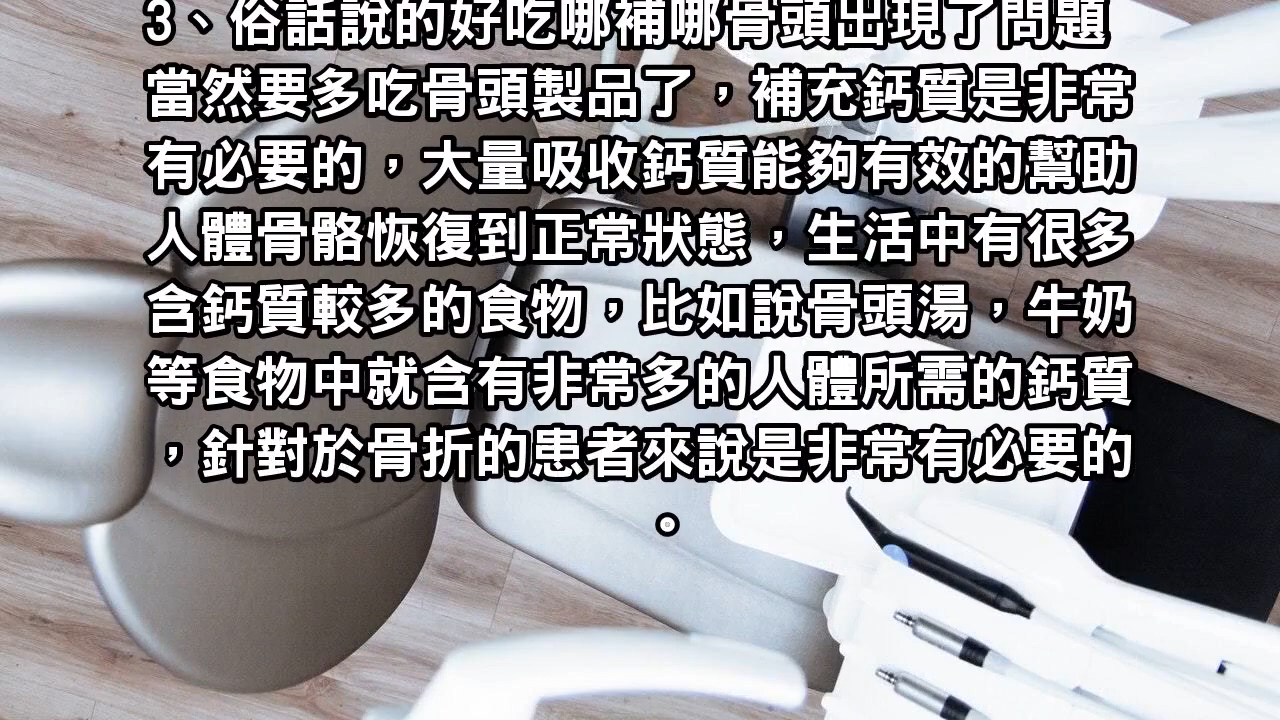 3、俗話說的好吃哪補哪骨頭出現了問題
當然要多吃骨頭製品了，補充鈣質是非常
有必要的，大量吸收鈣質能夠有效的幫助
人體骨骼恢復到正常狀態，生活中有很多
含鈣質較多的食物，比如說骨頭湯，牛奶
等食物中就含有非常多的人體所需的鈣質
，針對於骨折的患者來說是非常有必要的
。